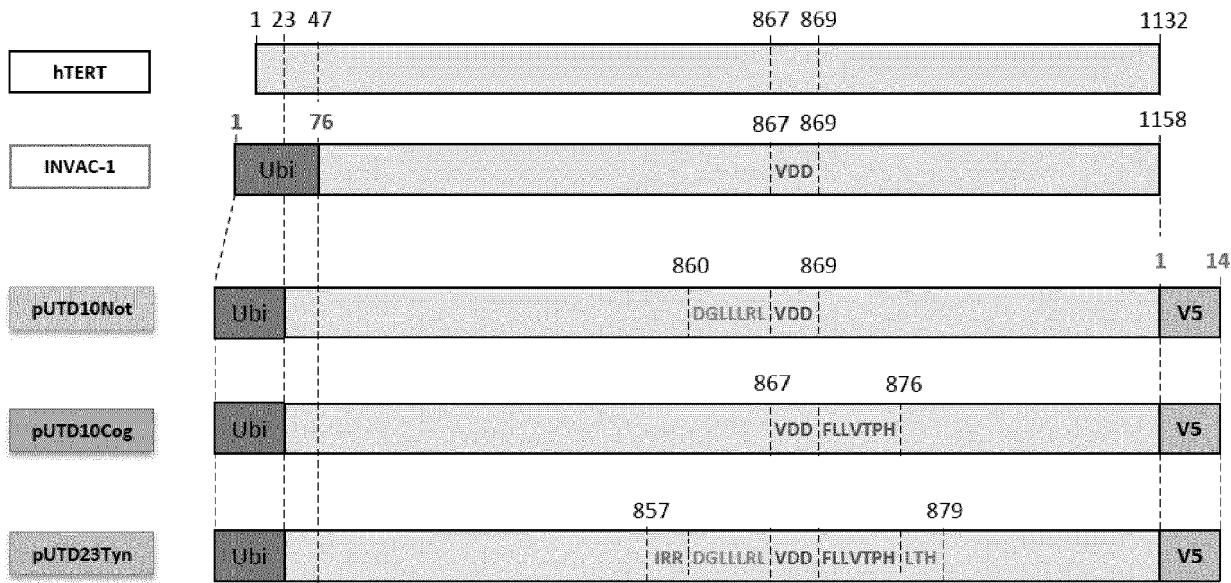 1 23 47 867 869 1132
hTERT
1 76 867 869 1158
INVAC-1 Ubi VDD
860 869 1 14
pUTD10Not Ubi DGLLLRL VDD V5
867 876
pUTD10Cog Ubi VDD FLLVTPH V5
857 879
pUTD23Tyn Ubi IRR DGLLLRL VDD FLLVTPH LTH V5